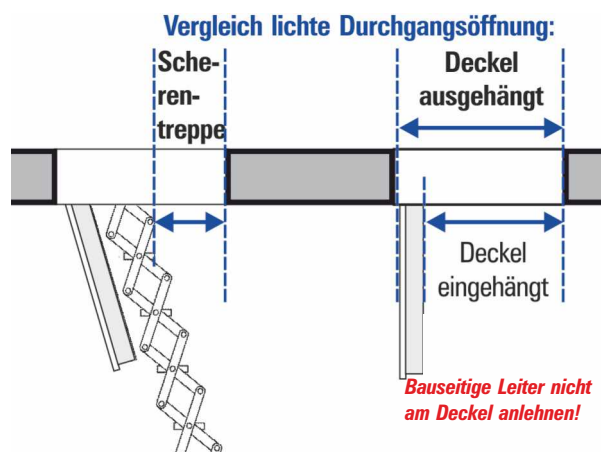 Vergleich lichte Durchgangsöffnung:
Sche-
ren-
treppe
Deckel
ausgehängt
Deckel
eingehängt
Bauseitige Leiter nicht
am Deckel anlehnen!